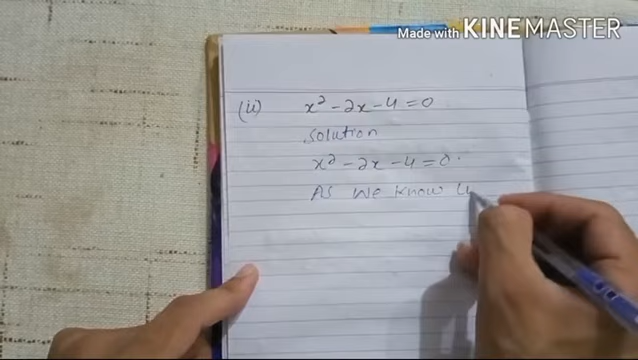 Made with KINEMASTER
(ii) x² - 2x - 4 = 0
Solution
x² - 2x - 4 = 0.
As we know